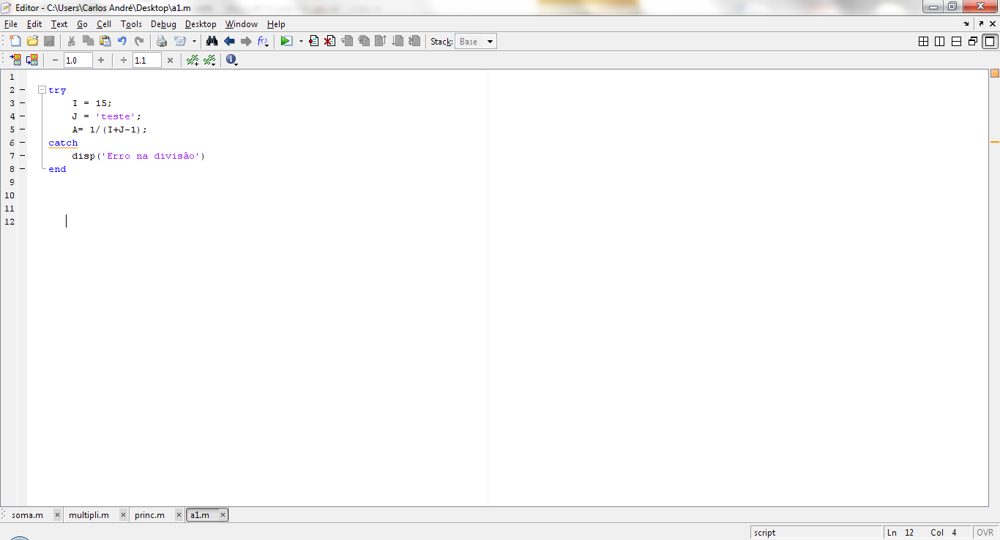 Editor - C:\Users\Carlos André\Desktop\a1.m
File Edit Text Go Cell Tools Debug Desktop Window Help
Stack: Base
1.0 1.1
1
2 try
3 I = 15;
4 J = 'teste';
5 A= 1/(I+J-1);
6 catch
7 disp('Erro na divisão')
8 end
9
10
11
12
soma.m multipli.m princ.m a1.m
script Ln 12 Col 4 OVR